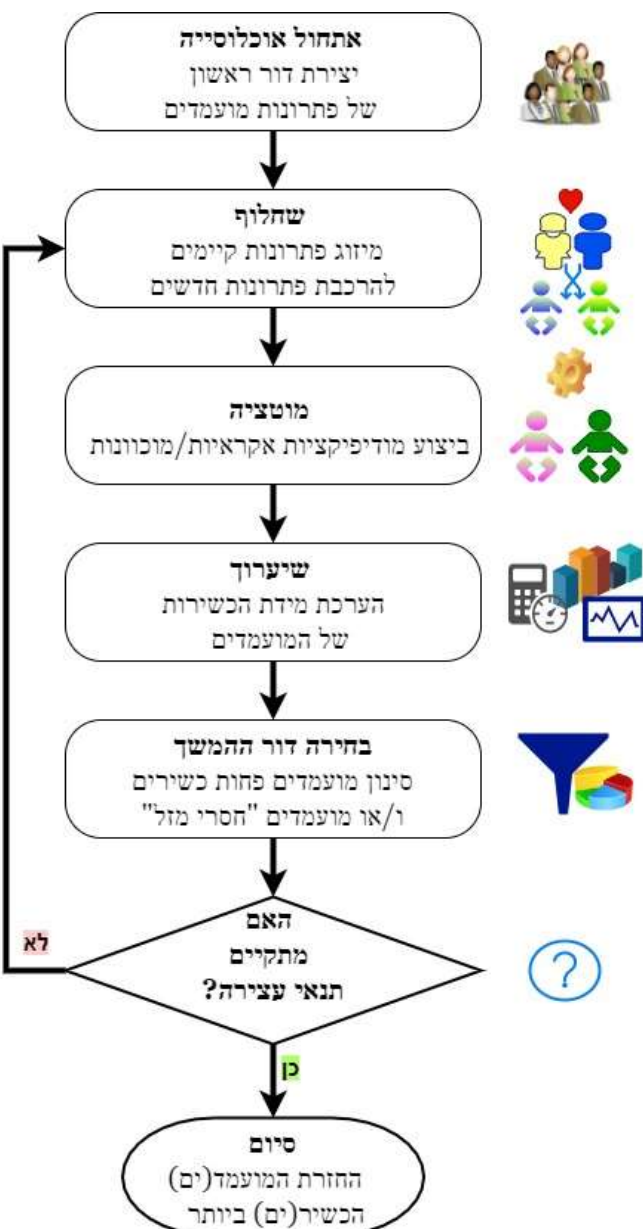 אתחול אוכלוסייה
יצירת דור ראשון
של פתרונות מועמדים
שחלוף
מיזוג פתרונות קיימים
להרכבת פתרונות חדשים
מוטציה
ביצוע מודיפיקציות אקראיות/מוכוונות
שיערוך
הערכת מידת הכשירות
של המועמדים
בחירה דור ההמשך
סינון מועמדים פחות כשירים
ו/או מועמדים "חסרי מזל"
האם
מתקיים
תנאי עצירה?
לא
?
כן
סיום
החזרת המועמד(ים)
הכשיר(ים) ביותר